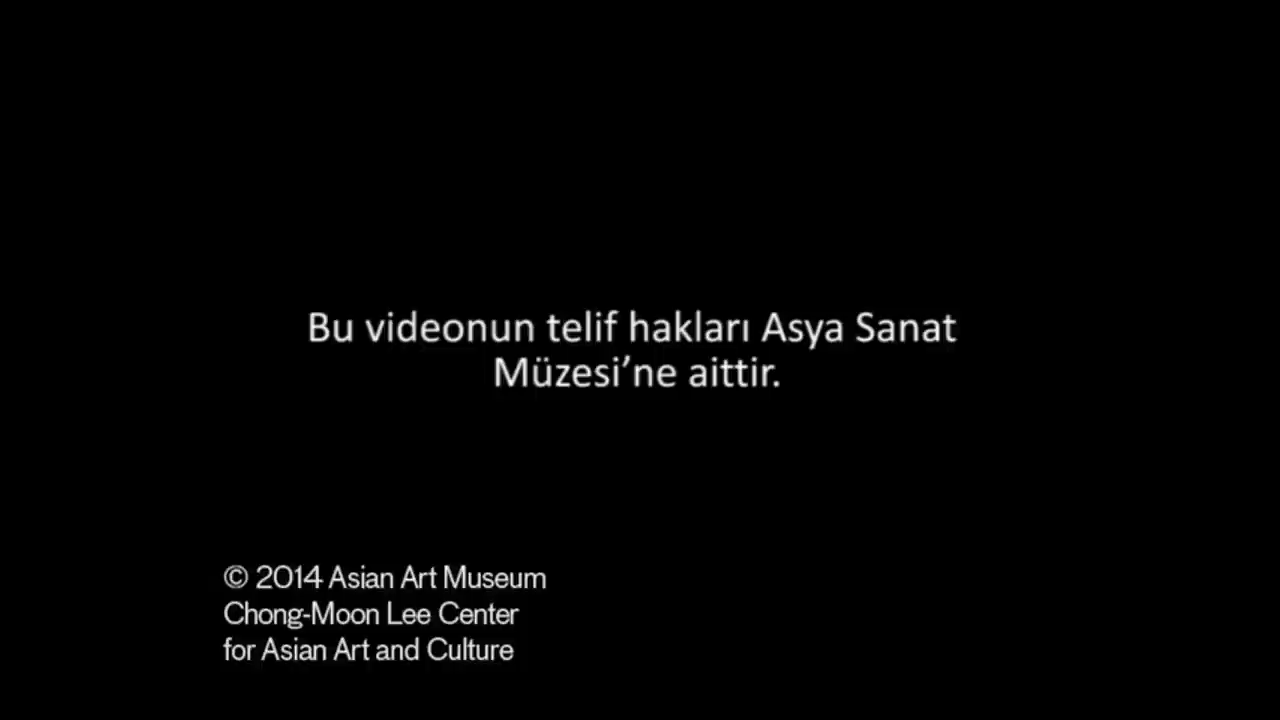 Bu videonun telif hakları Asya Sanat
Müzesi’ne aittir.
© 2014 Asian Art Museum
Chong-Moon Lee Center
for Asian Art and Culture